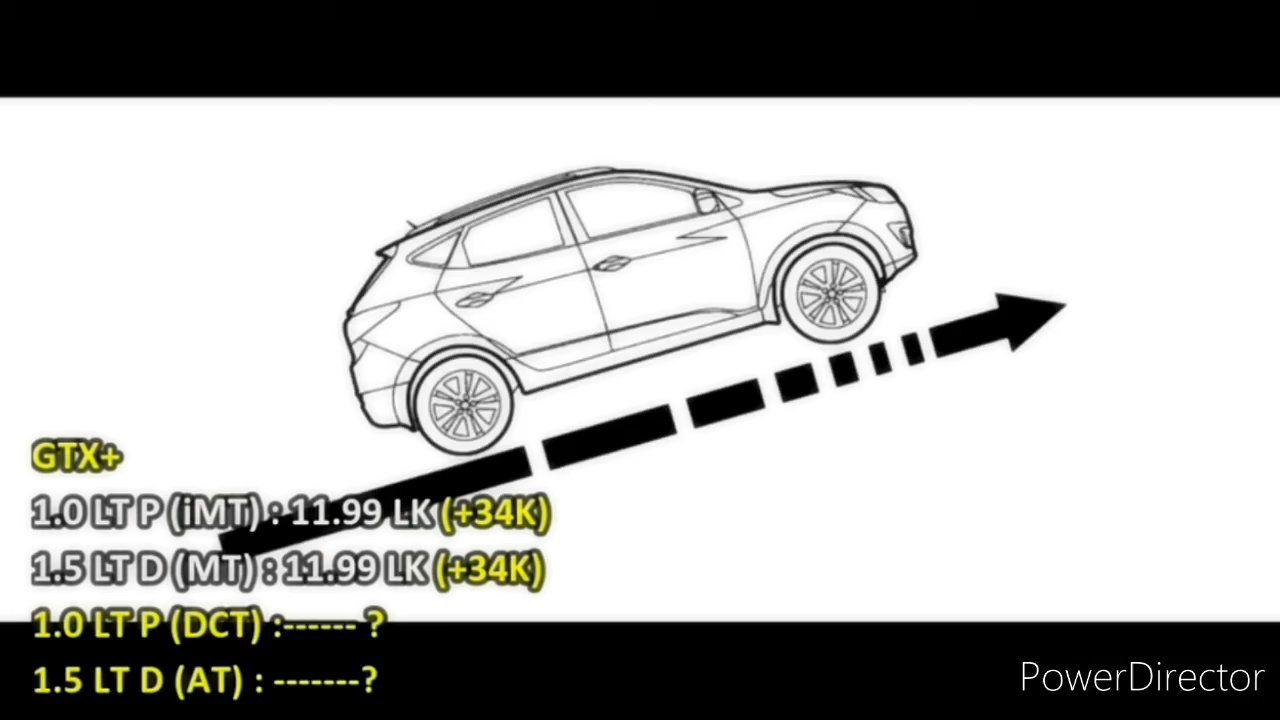 GTX+
1.0 LT P (iMT) : 11.99 LK (+34K)
1.5 LT D (MT) : 11.99 LK (+34K)
1.0 LT P (DCT) :------ ?
1.5 LT D (AT) : -------?
PowerDirector